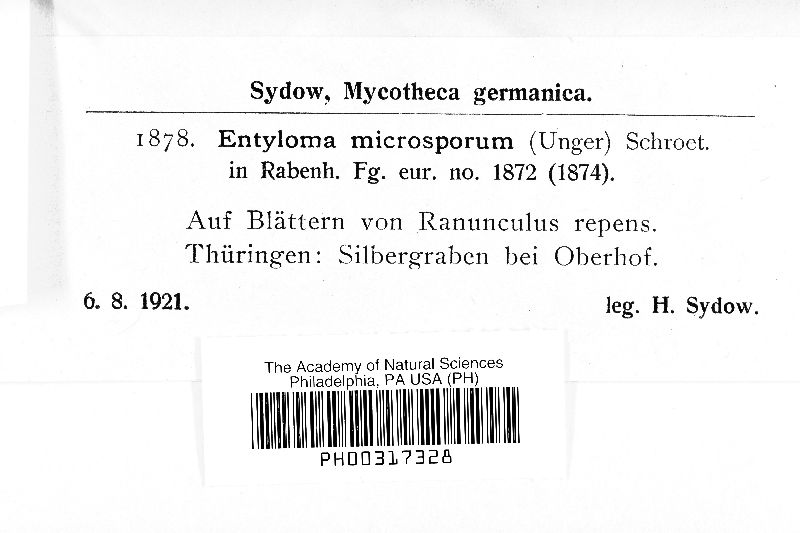 Sydow, Mycotheca germanica.
1878. Entyloma microsporum (Unger) Schroet.
in Rabenh. Fg. eur. no. 1872 (1874).
Auf Blättern von Ranunculus repens.
Thüringen: Silbergraben bei Oberhof.
6. 8. 1921. leg. H. Sydow.
The Academy of Natural Sciences
Philadelphia, PA USA (PH)
PH00317328